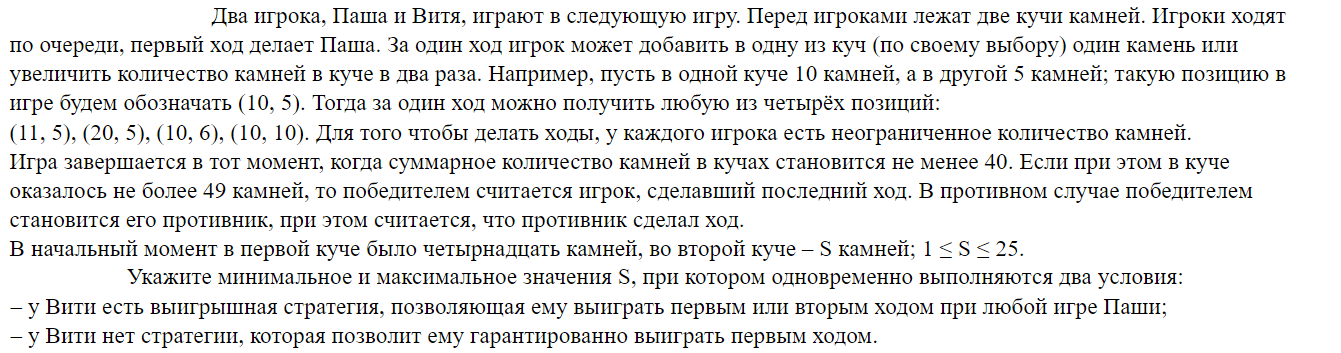 Два игрока, Паша и Витя, играют в следующую игру. Перед игроками лежат две кучи камней. Игроки ходят
по очереди, первый ход делает Паша. За один ход игрок может добавить в одну из куч (по своему выбору) один камень или
увеличить количество камней в куче в два раза. Например, пусть в одной куче 10 камней, а в другой 5 камней; такую позицию в
игре будем обозначать (10, 5). Тогда за один ход можно получить любую из четырёх позиций:
(11, 5), (20, 5), (10, 6), (10, 10). Для того чтобы делать ходы, у каждого игрока есть неограниченное количество камней.
Игра завершается в тот момент, когда суммарное количество камней в кучах становится не менее 40. Если при этом в куче
оказалось не более 49 камней, то победителем считается игрок, сделавший последний ход. В противном случае победителем
становится его противник, при этом считается, что противник сделал ход.
В начальный момент в первой куче было четырнадцать камней, во второй куче – S камней; 1 ≤ S ≤ 25.
Укажите минимальное и максимальное значения S, при котором одновременно выполняются два условия:
– у Вити есть выигрышная стратегия, позволяющая ему выиграть первым или вторым ходом при любой игре Паши;
– у Вити нет стратегии, которая позволит ему гарантированно выиграть первым ходом.